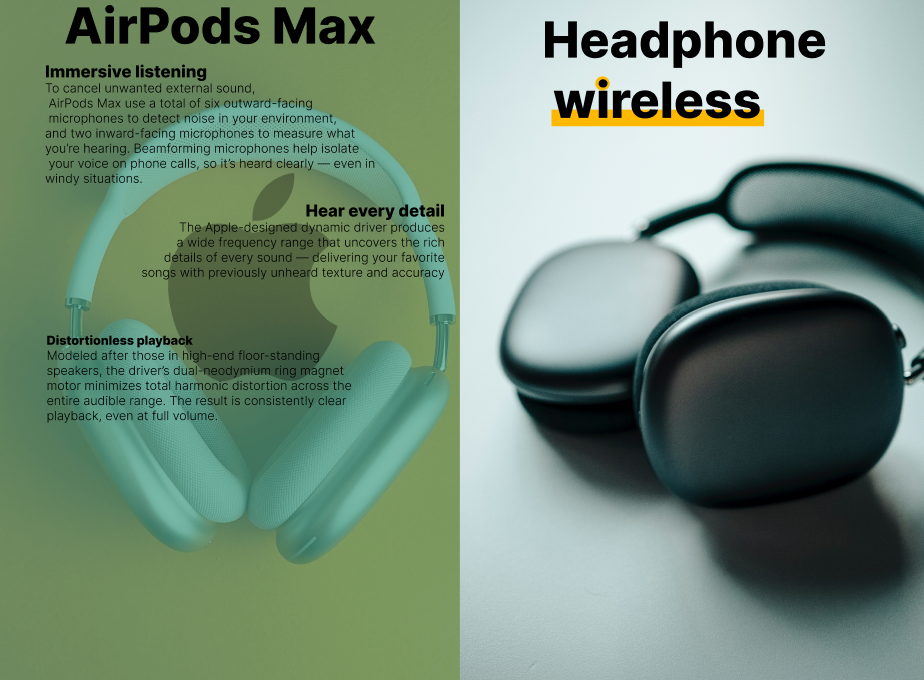 AirPods Max
Immersive listening
To cancel unwanted external sound,
AirPods Max use a total of six outward-facing
microphones to detect noise in your environment,
and two inward-facing microphones to measure what
you're hearing. Beamforming microphones help isolate
your voice on phone calls, so it's heard clearly — even in
windy situations.
Hear every detail
The Apple-designed dynamic driver produces
a wide frequency range that uncovers the rich
details of every sound — delivering your favorite
songs with previously unheard texture and accuracy
Distortionless playback
Modeled after those in high-end floor-standing
speakers, the driver's dual-neodymium ring magnet
motor minimizes total harmonic distortion across the
entire audible range. The result is consistently clear
playback, even at full volume.
Headphone
wireless